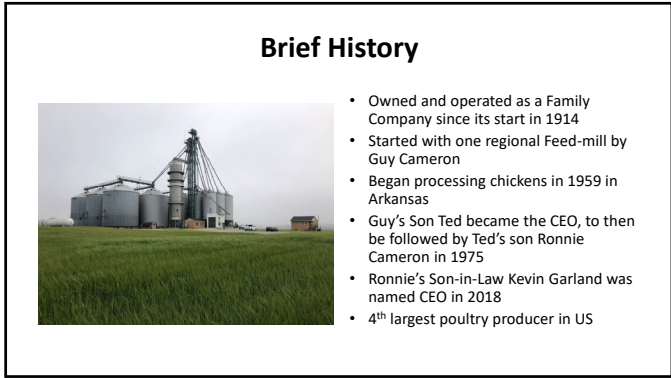 Brief History
• Owned and operated as a Family
Company since its start in 1914
• Started with one regional Feed-mill by
Guy Cameron
• Began processing chickens in 1959 in
Arkansas
• Guy’s Son Ted became the CEO, to then
be followed by Ted’s son Ronnie
Cameron in 1975
• Ronnie’s Son-in-Law Kevin Garland was
named CEO in 2018
• 4th largest poultry producer in US